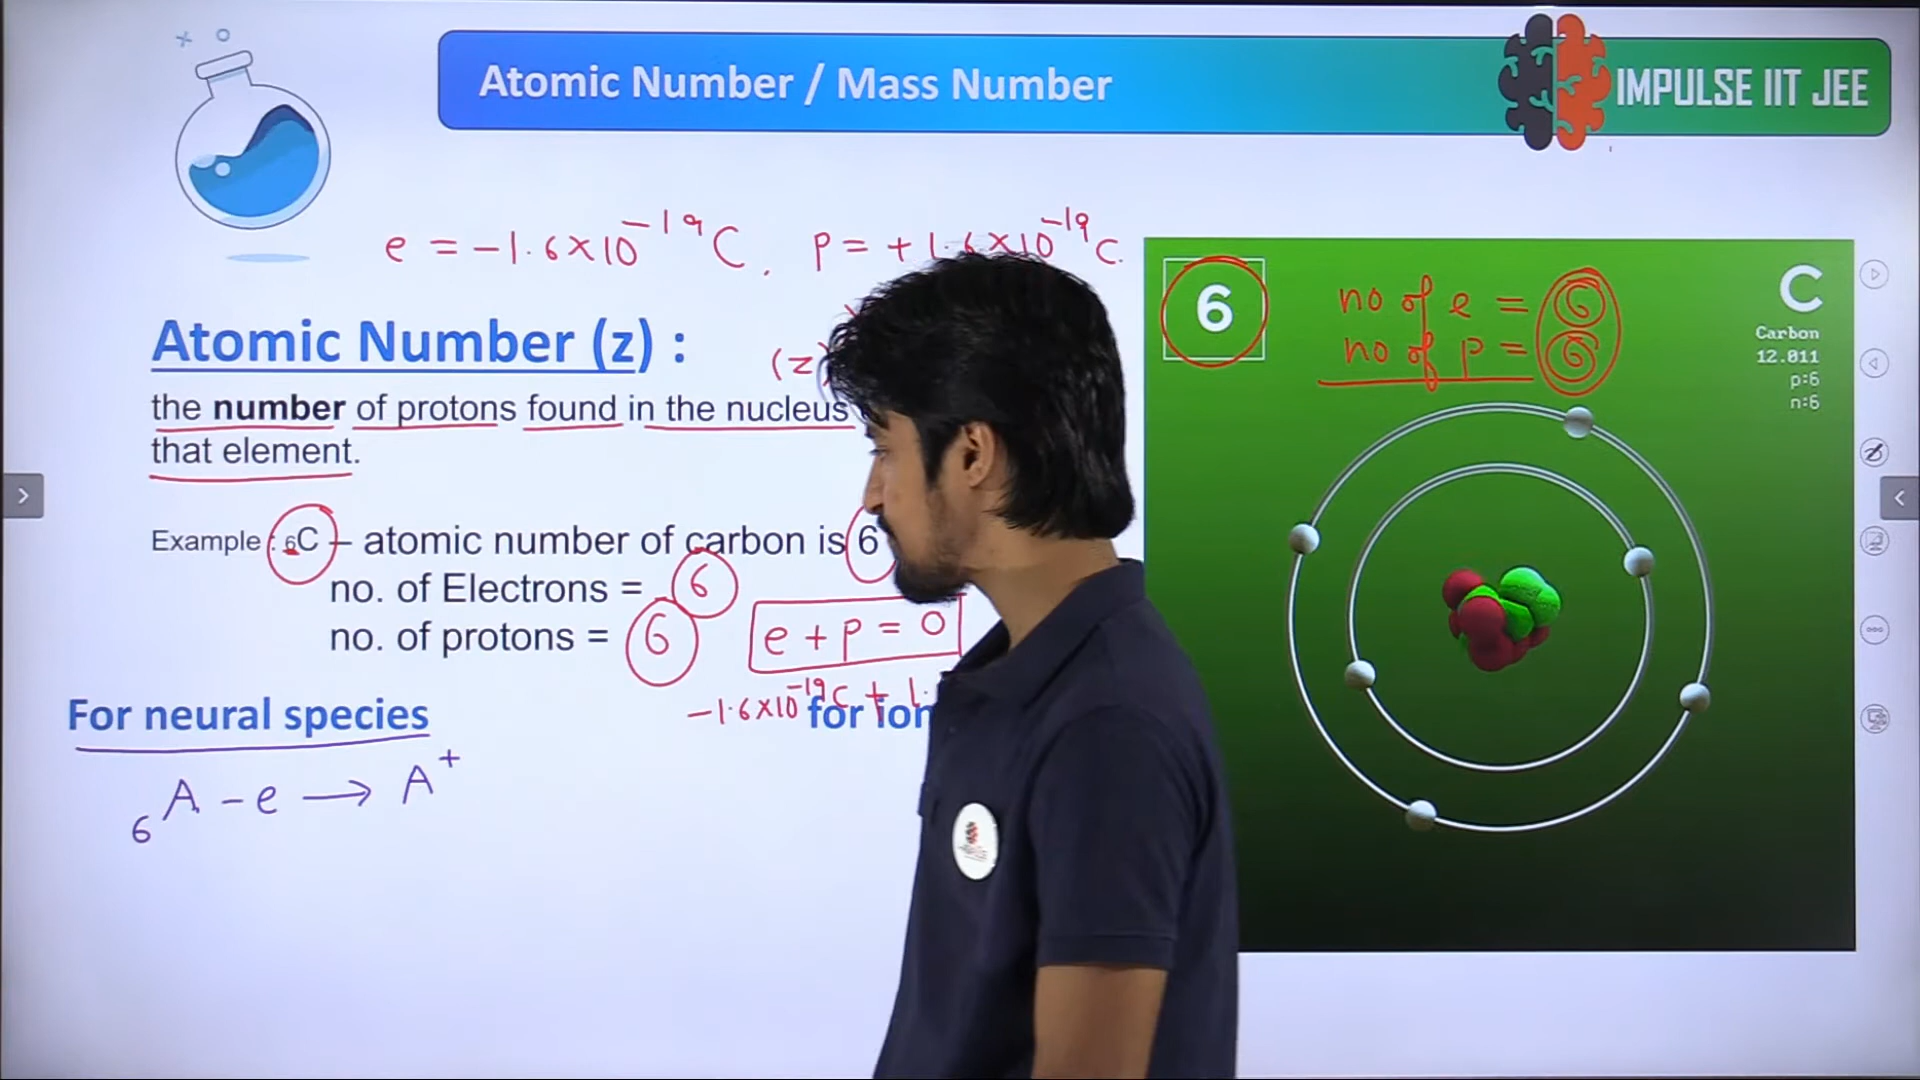 Atomic Number / Mass Number
IMPULSE IIT JEE
e = -1.6×10⁻¹⁹C, p = +1.6×10⁻¹⁹C.
Atomic Number (z) :
(z)
the number of protons found in the nucleus
that element.
Example : ₆C – atomic number of carbon is 6
no. of Electrons = 6
no. of protons = 6
e + p = 0
-1.6×10⁻¹⁹C + 1.
For neural species
for ion
₆A - e → A⁺
6
no of e = 6
no of p = 6
C
Carbon
12.011
p:6
n:6